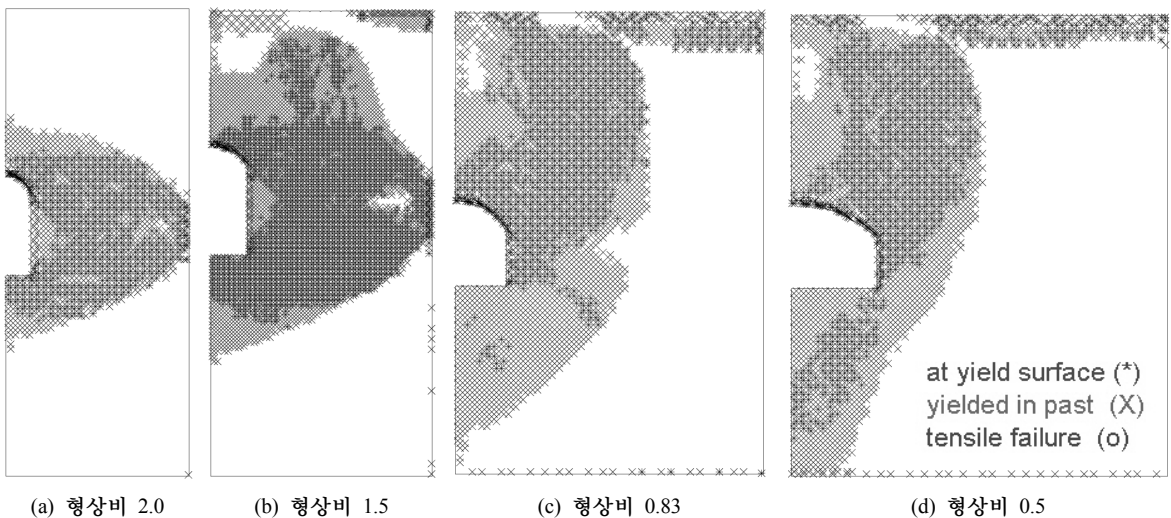 at yield surface (*)
yielded in past (X)
tensile failure (o)
(a) 형상비 2.0
(b) 형상비 1.5
(c) 형상비 0.83
(d) 형상비 0.5